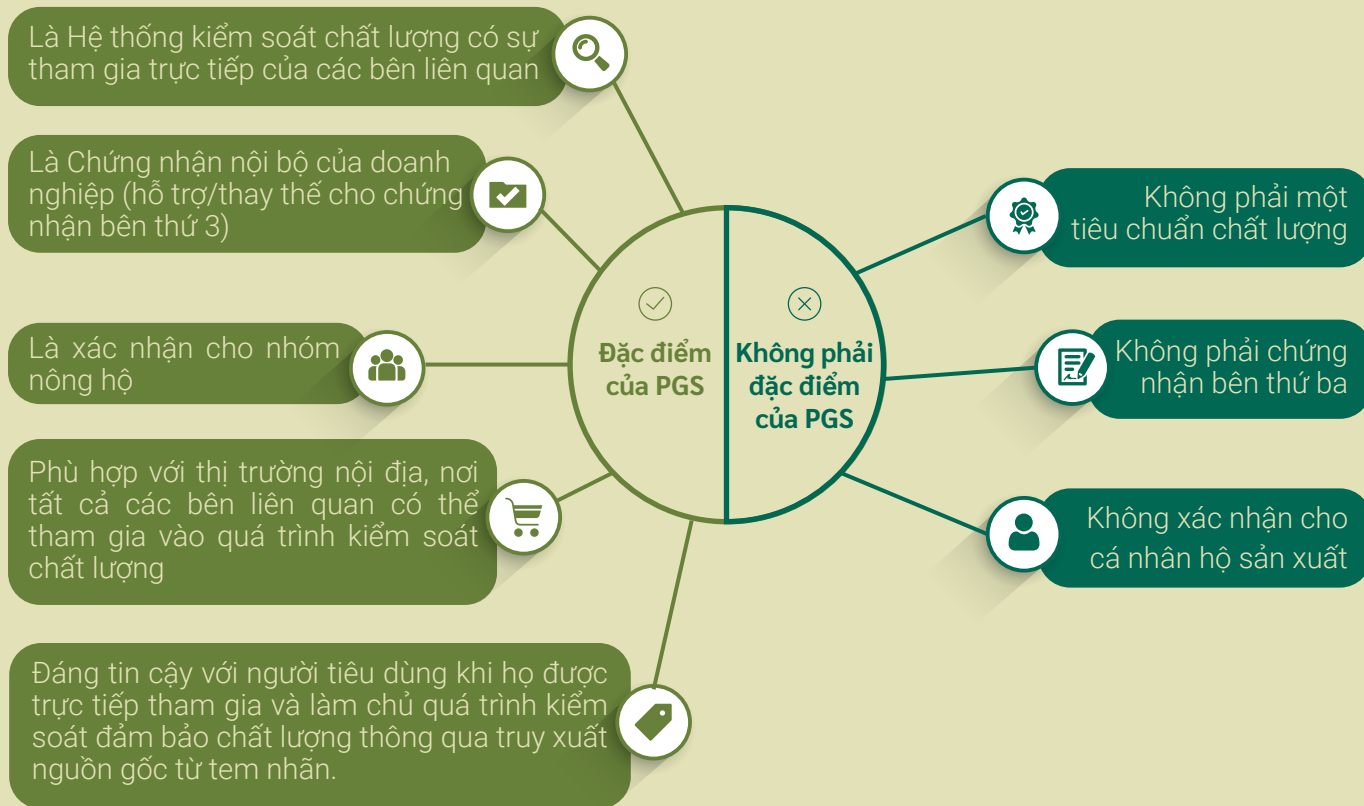 Là Hệ thống kiểm soát chất lượng có sự
tham gia trực tiếp của các bên liên quan
Là Chứng nhận nội bộ của doanh
nghiệp (hỗ trợ/thay thế cho chứng
nhận bên thứ 3)
Là xác nhận cho nhóm
nông hộ
Phù hợp với thị trường nội địa, nơi
tất cả các bên liên quan có thể
tham gia vào quá trình kiểm soát
chất lượng
Đáng tin cậy với người tiêu dùng khi họ được
trực tiếp tham gia và làm chủ quá trình kiểm
soát đảm bảo chất lượng thông qua truy xuất
nguồn gốc từ tem nhãn.
Đặc điểm
của PGS
Không phải
đặc điểm
của PGS
Không phải một
tiêu chuẩn chất lượng
Không phải chứng
nhận bên thứ ba
Không xác nhận cho
cá nhân hộ sản xuất